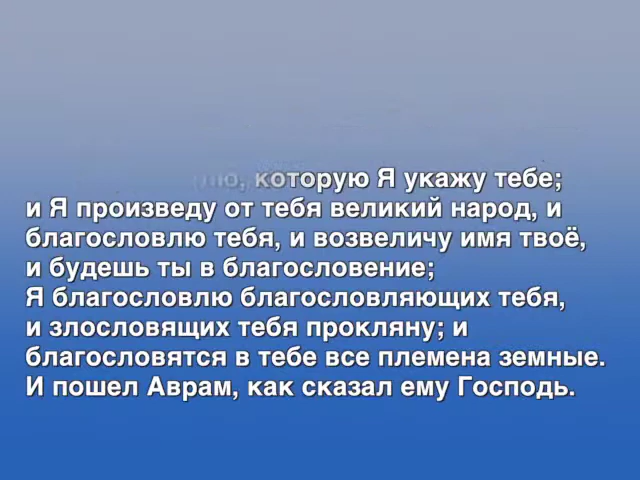 которую Я укажу тебе;
и Я произведу от тебя великий народ, и
благословлю тебя, и возвеличу имя твоё,
и будешь ты в благословение;
Я благословлю благословляющих тебя,
и злословящих тебя прокляну; и
благословятся в тебе все племена земные.
И пошел Аврам, как сказал ему Господь.